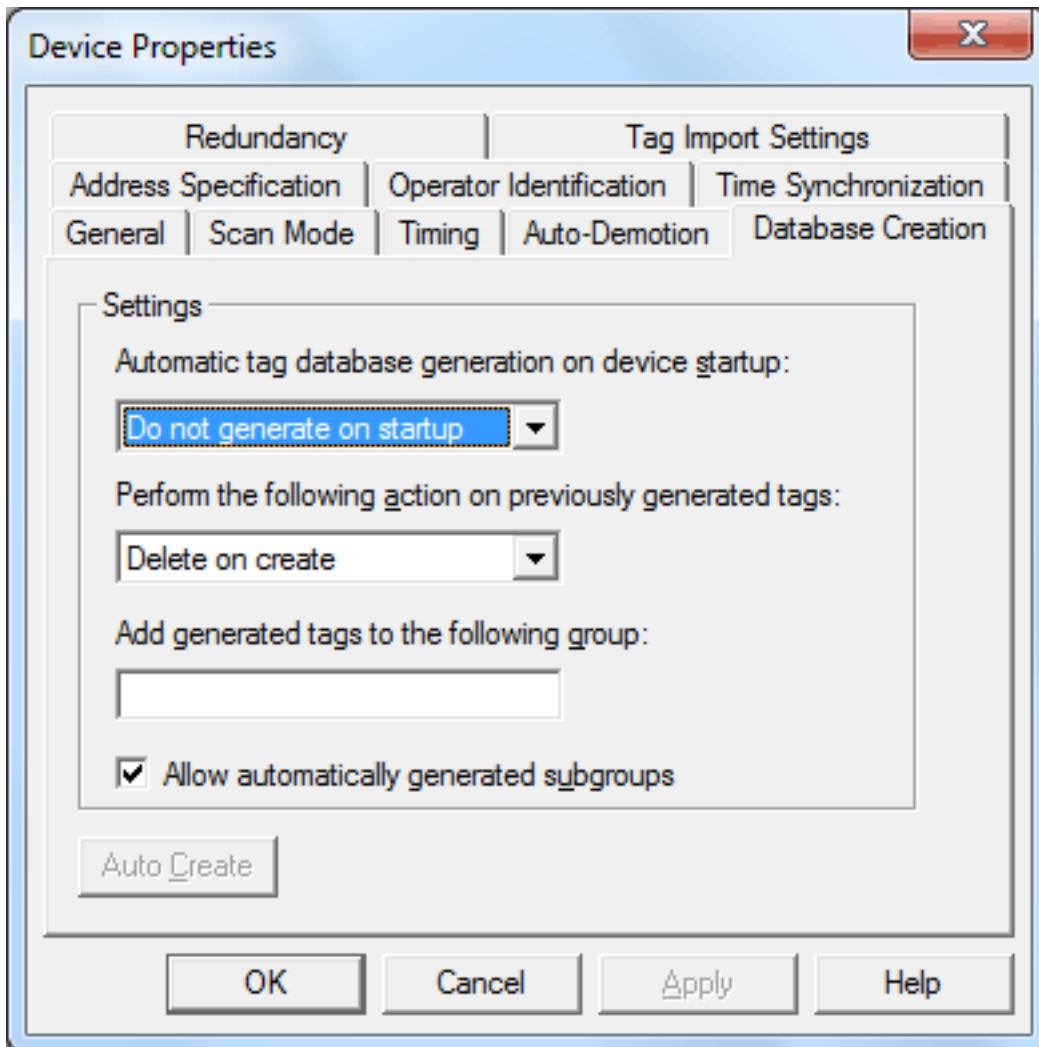 Device Properties
Redundancy Tag Import Settings
Address Specification Operator Identification Time Synchronization
General Scan Mode Timing Auto-Demotion Database Creation
Settings
Automatic tag database generation on device startup:
Do not generate on startup
Perform the following action on previously generated tags:
Delete on create
Add generated tags to the following group:
Allow automatically generated subgroups
Auto Create
OK Cancel Apply Help